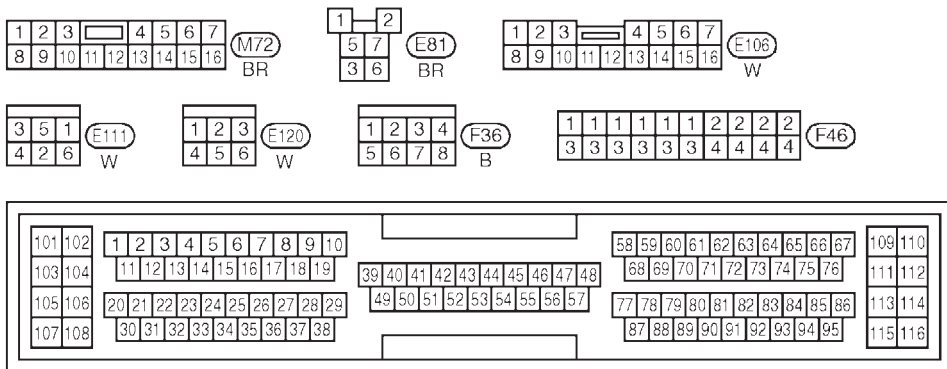 1 2 3 4 5 6 7
8 9 10 11 12 13 14 15 16
M72
BR
1 2
5 7
3 6
E81
BR
1 2 3 4 5 6 7
8 9 10 11 12 13 14 15 16
E106
W
3 5 1
4 2 6
E111
W
1 2 3
4 5 6
E120
W
1 2 3 4
5 6 7 8
F36
B
1 1 1 1 1 1 2 2 2 2
3 3 3 3 3 3 4 4 4 4
F46
101 102
103 104
105 106
107 108
1 2 3 4 5 6 7 8 9 10
11 12 13 14 15 16 17 18 19
20 21 22 23 24 25 26 27 28 29
30 31 32 33 34 35 36 37 38
39 40 41 42 43 44 45 46 47 48
49 50 51 52 53 54 55 56 57
58 59 60 61 62 63 64 65 66 67
68 69 70 71 72 73 74 75 76
77 78 79 80 81 82 83 84 85 86
87 88 89 90 91 92 93 94 95
109 110
111 112
113 114
115 116